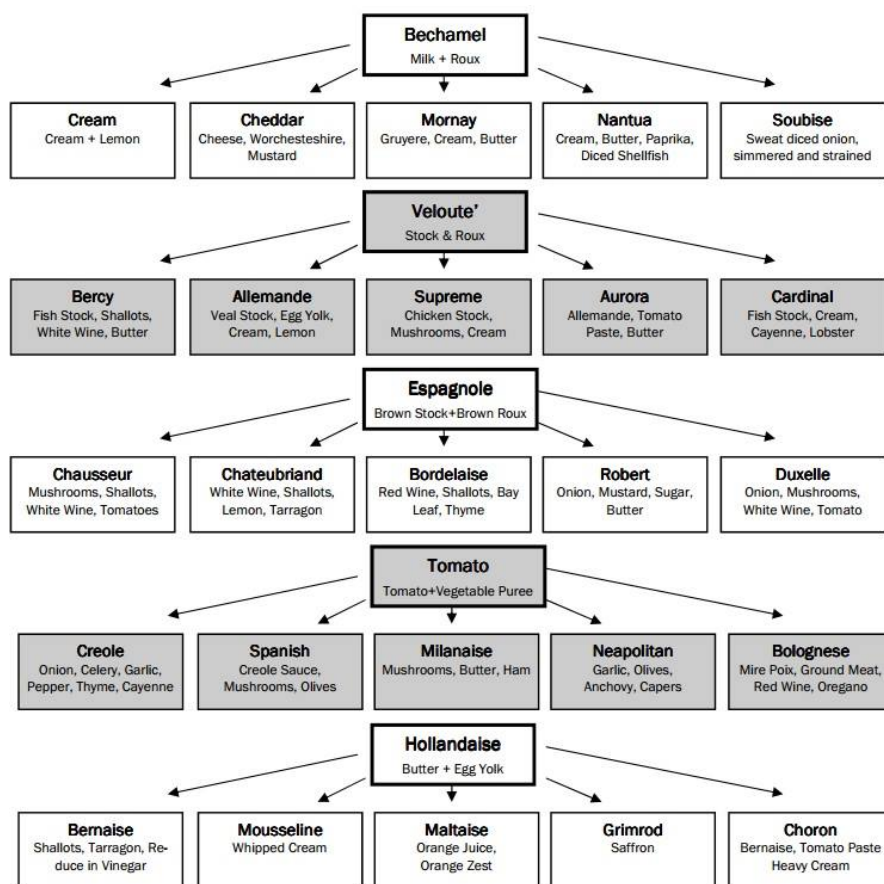 Bechamel
Milk + Roux
Cream
Cream + Lemon
Cheddar
Cheese, Worchesteshire,
Mustard
Mornay
Gruyere, Cream, Butter
Nantua
Cream, Butter, Paprika,
Diced Shellfish
Soubise
Sweat diced onion,
simmered and strained
Veloute’
Stock & Roux
Bercy
Fish Stock, Shallots,
White Wine, Butter
Allemande
Veal Stock, Egg Yolk,
Cream, Lemon
Supreme
Chicken Stock,
Mushrooms, Cream
Aurora
Allemande, Tomato
Paste, Butter
Cardinal
Fish Stock, Cream,
Cayenne, Lobster
Espagnole
Brown Stock+Brown Roux
Chausseur
Mushrooms, Shallots,
White Wine, Tomatoes
Chateubriand
White Wine, Shallots,
Lemon, Tarragon
Bordelaise
Red Wine, Shallots, Bay
Leaf, Thyme
Robert
Onion, Mustard, Sugar,
Butter
Duxelle
Onion, Mushrooms,
White Wine, Tomato
Tomato
Tomato+Vegetable Puree
Creole
Onion, Celery, Garlic,
Pepper, Thyme, Cayenne
Spanish
Creole Sauce,
Mushrooms, Olives
Milanaise
Mushrooms, Butter, Ham
Neapolitan
Garlic, Olives,
Anchovy, Capers
Bolognese
Mire Poix, Ground Meat,
Red Wine, Oregano
Hollandaise
Butter + Egg Yolk
Bernaise
Shallots, Tarragon, Re-
duce in Vinegar
Mousseline
Whipped Cream
Maltaise
Orange Juice,
Orange Zest
Grimrod
Saffron
Choron
Bernaise, Tomato Paste
Heavy Cream